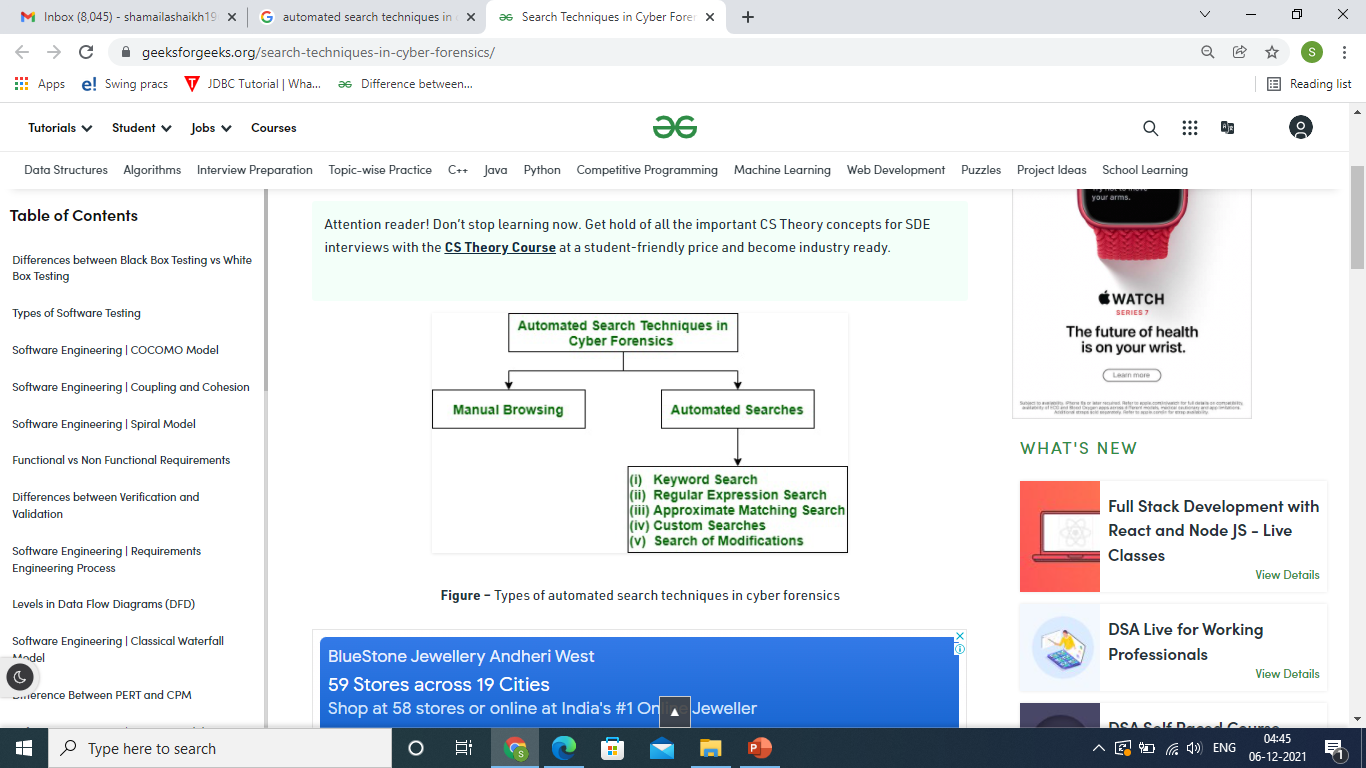 Inbox (8,045) - shamailashaikh19
automated search techniques in
Search Techniques in Cyber Foren
geeksforgeeks.org/search-techniques-in-cyber-forensics/
S
Apps
e! Swing pracs
JDBC Tutorial | Wha...
Difference between...
Reading list
Tutorials
Student
Jobs
Courses
Data Structures
Algorithms
Interview Preparation
Topic-wise Practice
C++
Java
Python
Competitive Programming
Machine Learning
Web Development
Puzzles
Project Ideas
School Learning
Table of Contents
Differences between Black Box Testing vs White
Box Testing
Types of Software Testing
Software Engineering | COCOMO Model
Software Engineering | Coupling and Cohesion
Software Engineering | Spiral Model
Functional vs Non Functional Requirements
Differences between Verification and
Validation
Software Engineering | Requirements
Engineering Process
Levels in Data Flow Diagrams (DFD)
Software Engineering | Classical Waterfall
Model
Difference Between PERT and CPM
Attention reader! Don't stop learning now. Get hold of all the important CS Theory concepts for SDE
interviews with the CS Theory Course at a student-friendly price and become industry ready.
Automated Search Techniques in
Cyber Forensics
Manual Browsing
Automated Searches
(i) Keyword Search
(ii) Regular Expression Search
(iii) Approximate Matching Search
(iv) Custom Searches
(v) Search of Modifications
Figure – Types of automated search techniques in cyber forensics
BlueStone Jewellery Andheri West
59 Stores across 19 Cities
Shop at 58 stores or online at India's #1 Online Jeweller
your arms.
WATCH
SERIES 7
The future of health
is on your wrist.
Learn more
WHAT'S NEW
Full Stack Development with
React and Node JS - Live
Classes
View Details
DSA Live for Working
Professionals
View Details
DSA Self Paced Course
Type here to search
ENG
04:45
06-12-2021
1